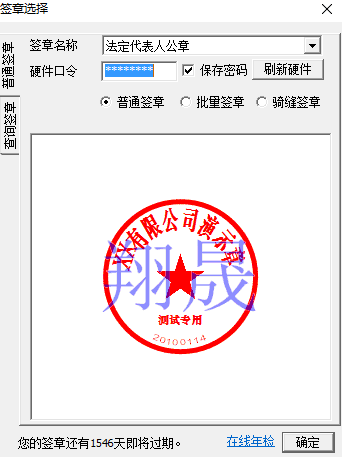 签章选择
普通签章
查询签章
签章名称 法定代表人公章
硬件口令 ******** 保存密码 刷新硬件
普通签章 批量签章 骑缝签章
XX有限公司演示章
翔晟
测试专用
20100114
您的签章还有1546天即将过期。 在线年检 确定